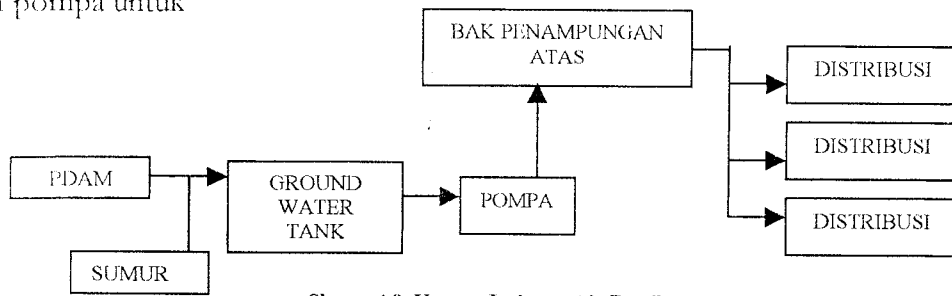 pompa untuk
BAK PENAMPUNGAN
ATAS
DISTRIBUSI
DISTRIBUSI
DISTRIBUSI
PDAM
GROUND
WATER
TANK
POMPA
SUMUR